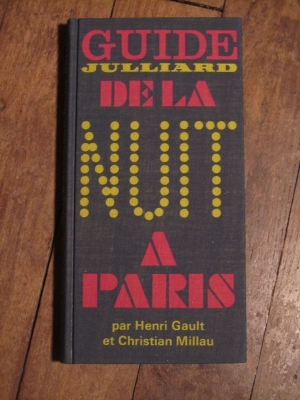 GUIDE
JULLIARD
DE LA
NUIT
A
PARIS
par Henri Gault
et Christian Millau